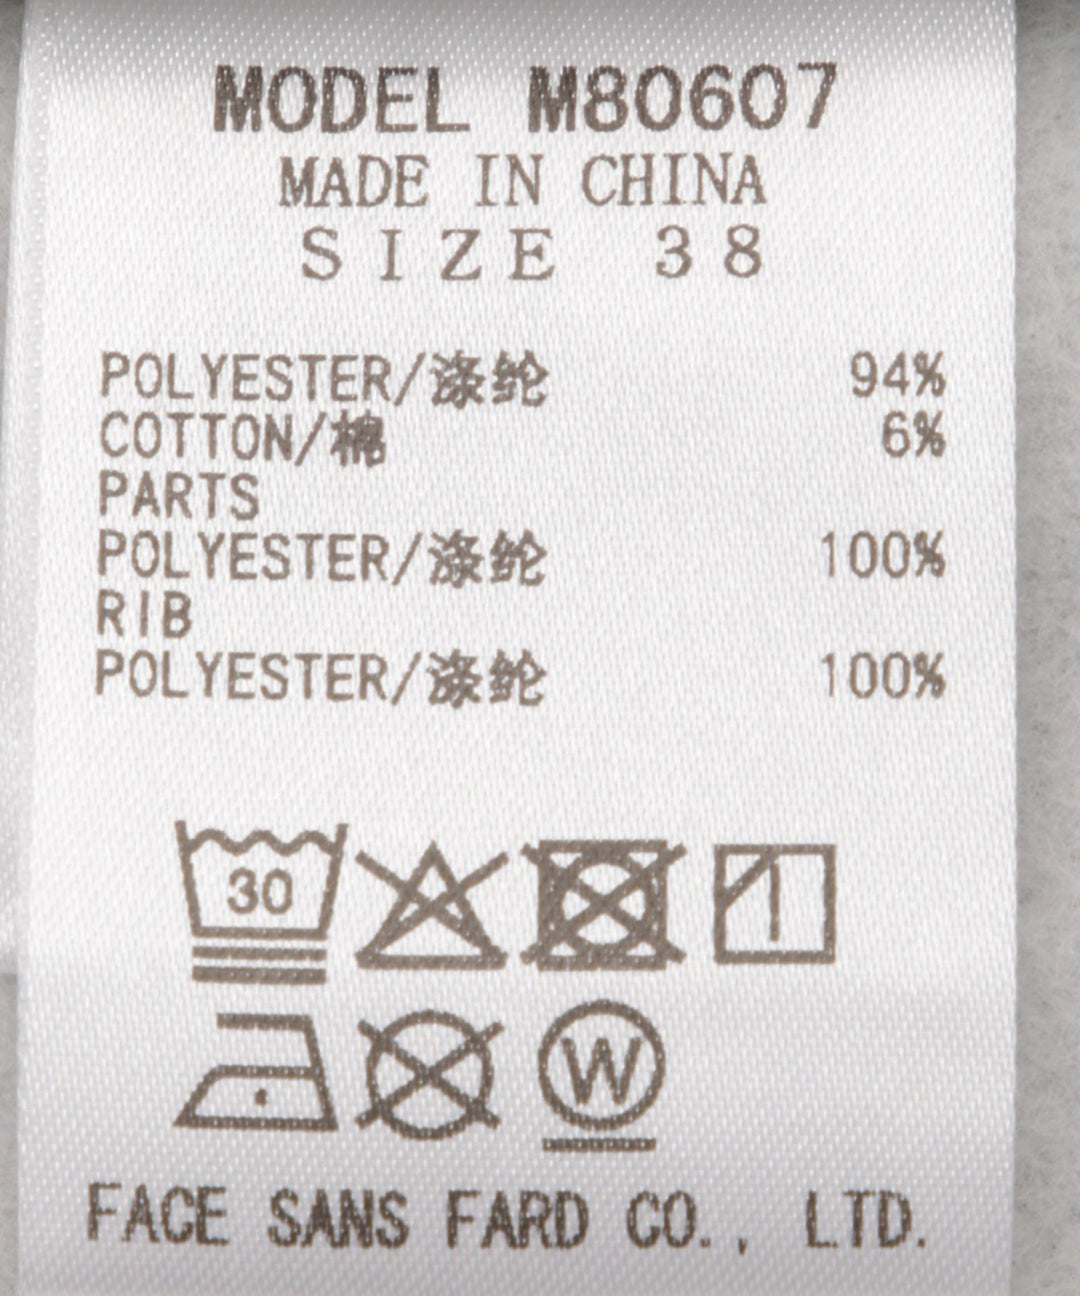 MODEL M80607
MADE IN CHINA
SIZE 38
POLYESTER/涤纶 94%
COTTON/棉 6%
PARTS
POLYESTER/涤纶 100%
RIB
POLYESTER/涤纶 100%
30
W
FACE SANS FARD CO., LTD.